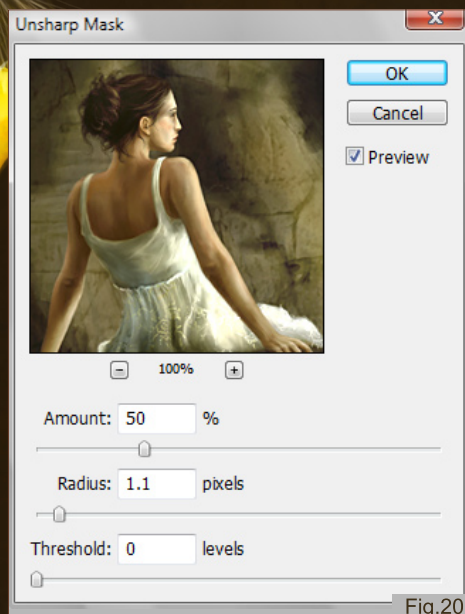 Unsharp Mask
OK
Cancel
Preview
100%
Amount: 50 %
Radius: 1.1 pixels
Threshold: 0 levels
Fig.20